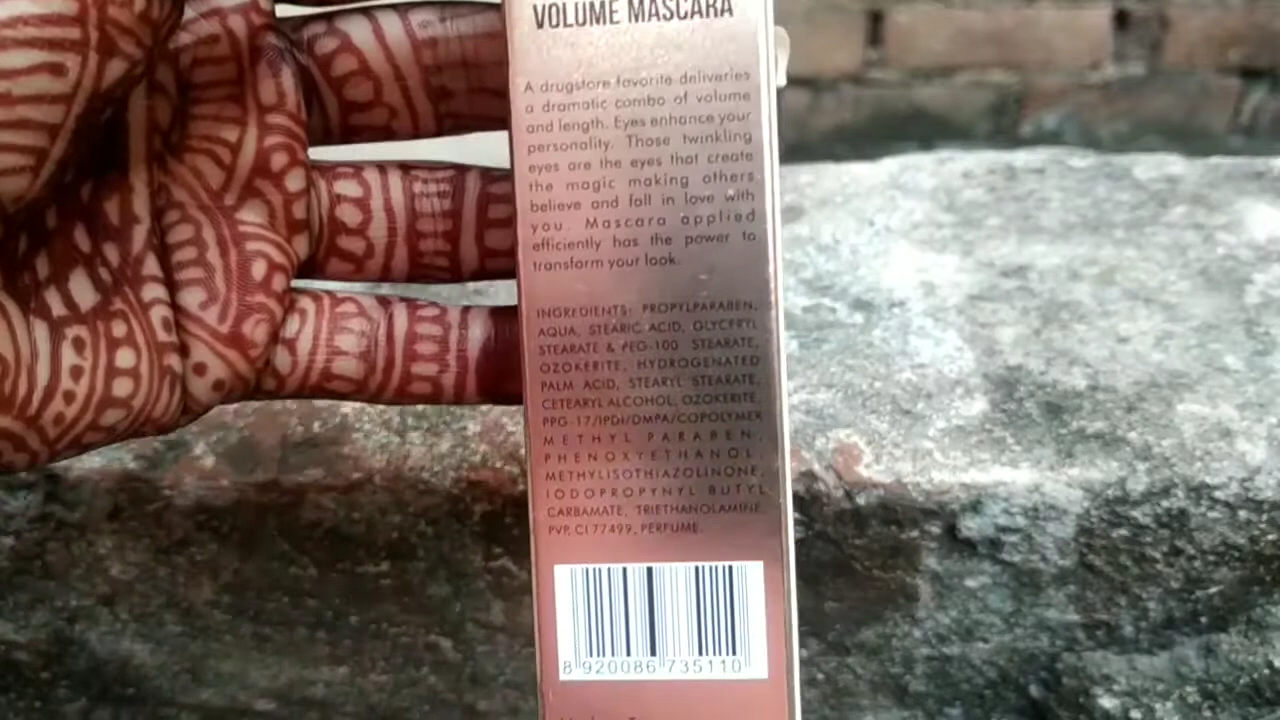 VOLUME MASCARA
A drugstore favorite deliveries
a dramatic combo of volume
and length. Eyes enhance your
personality. Those twinkling
eyes are the eyes that create
the magic making others
believe and fall in love with
you. Mascara applied
efficiently has the power to
transform your look.
INGREDIENTS: PROPYLPARABEN,
AQUA, STEARIC ACID, GLYCERYL
STEARATE & PEG-100 STEARATE,
OZOKERITE, HYDROGENATED
PALM ACID, STEARYL STEARATE,
CETEARYL ALCOHOL, OZOKERITE,
PPG-17/IPDI/DMPA/COPOLYMER
METHYL PARABEN,
PHENOXYETHANOL,
METHYLISOTHIAZOLINONE,
IODOPROPYNYL BUTYL
CARBAMATE, TRIETHANOLAMINE
PVP, CI 77499, PERFUME.
8 920086 735110